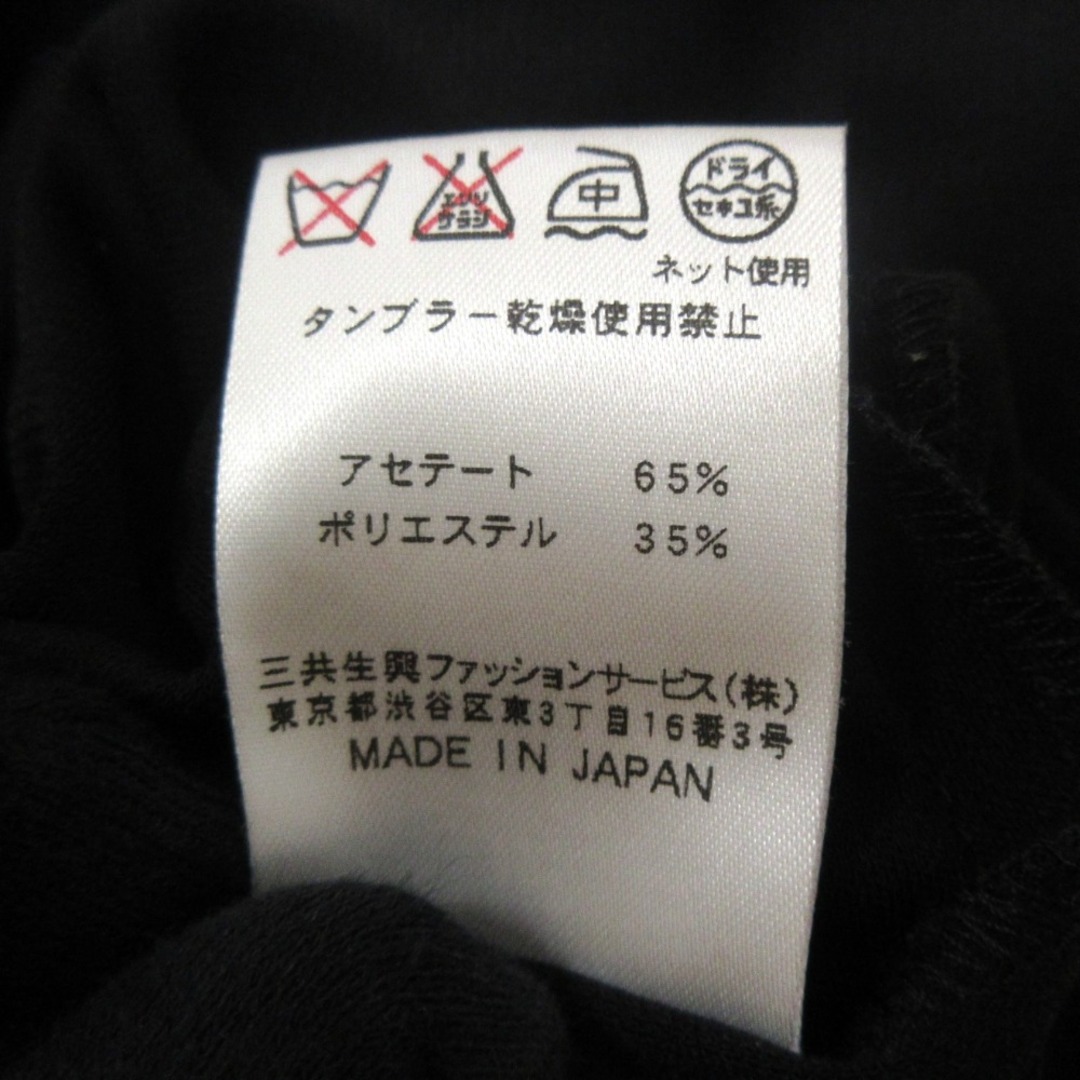 エンソ
サラシ
中
ドライ
セキユ系
ネット使用
タンブラー乾燥使用禁止
アセテート 65%
ポリエステル 35%
三共生興ファッションサービス(株)
東京都渋谷区東3丁目16番3号
MADE IN JAPAN